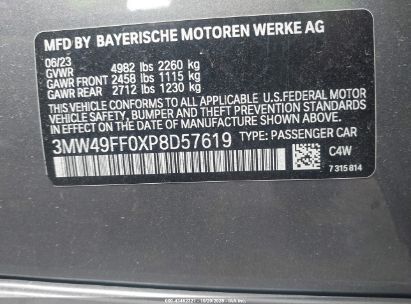 MFD BY BAYERISCHE MOTOREN WERKE AG
06/23
GVWR 4982 lbs 2260 kg
GAWR FRONT 2458 lbs 1115 kg
GAWR REAR 2712 lbs 1230 kg
THIS VEHICLE CONFORMS TO ALL APPLICABLE U.S.FEDERAL MOTOR
VEHICLE SAFETY, BUMPER AND THEFT PREVENTION STANDARDS
IN EFFECT ON THE DATE OF MANUFACTURE SHOWN ABOVE.
3MW49FF0XP8D57619 TYPE: PASSENGER CAR
C4W
7 315 814